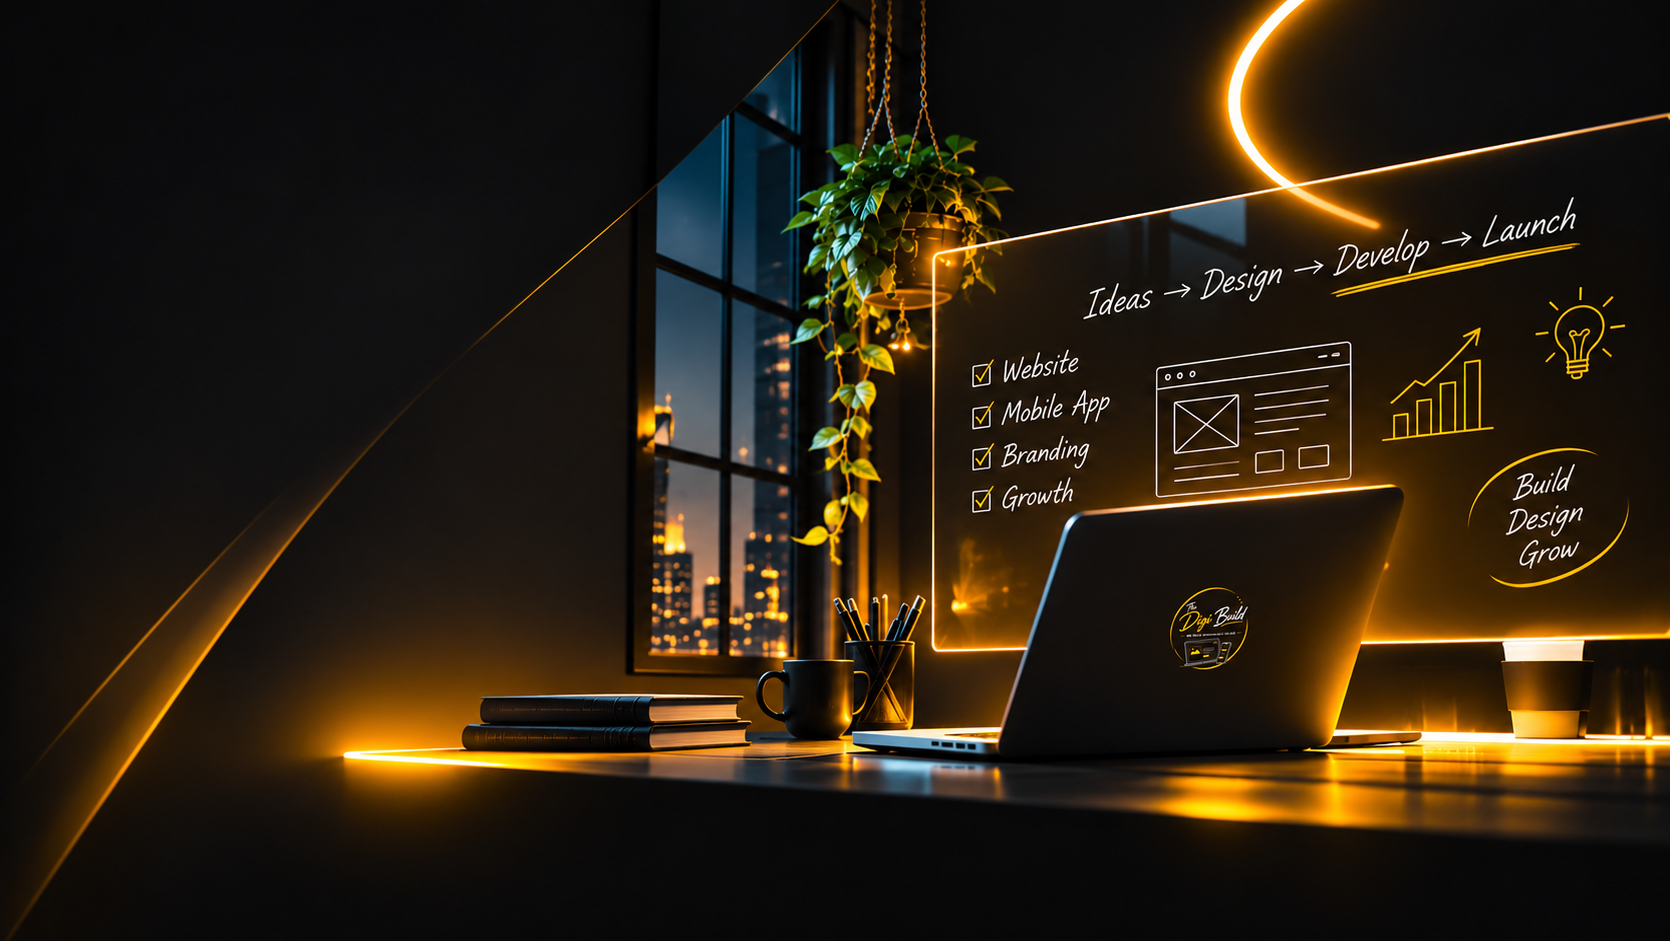 Ideas → Design → Develop → Launch
Website
Mobile App
Branding
Growth
Build
Design
Grow
The
Digi Build